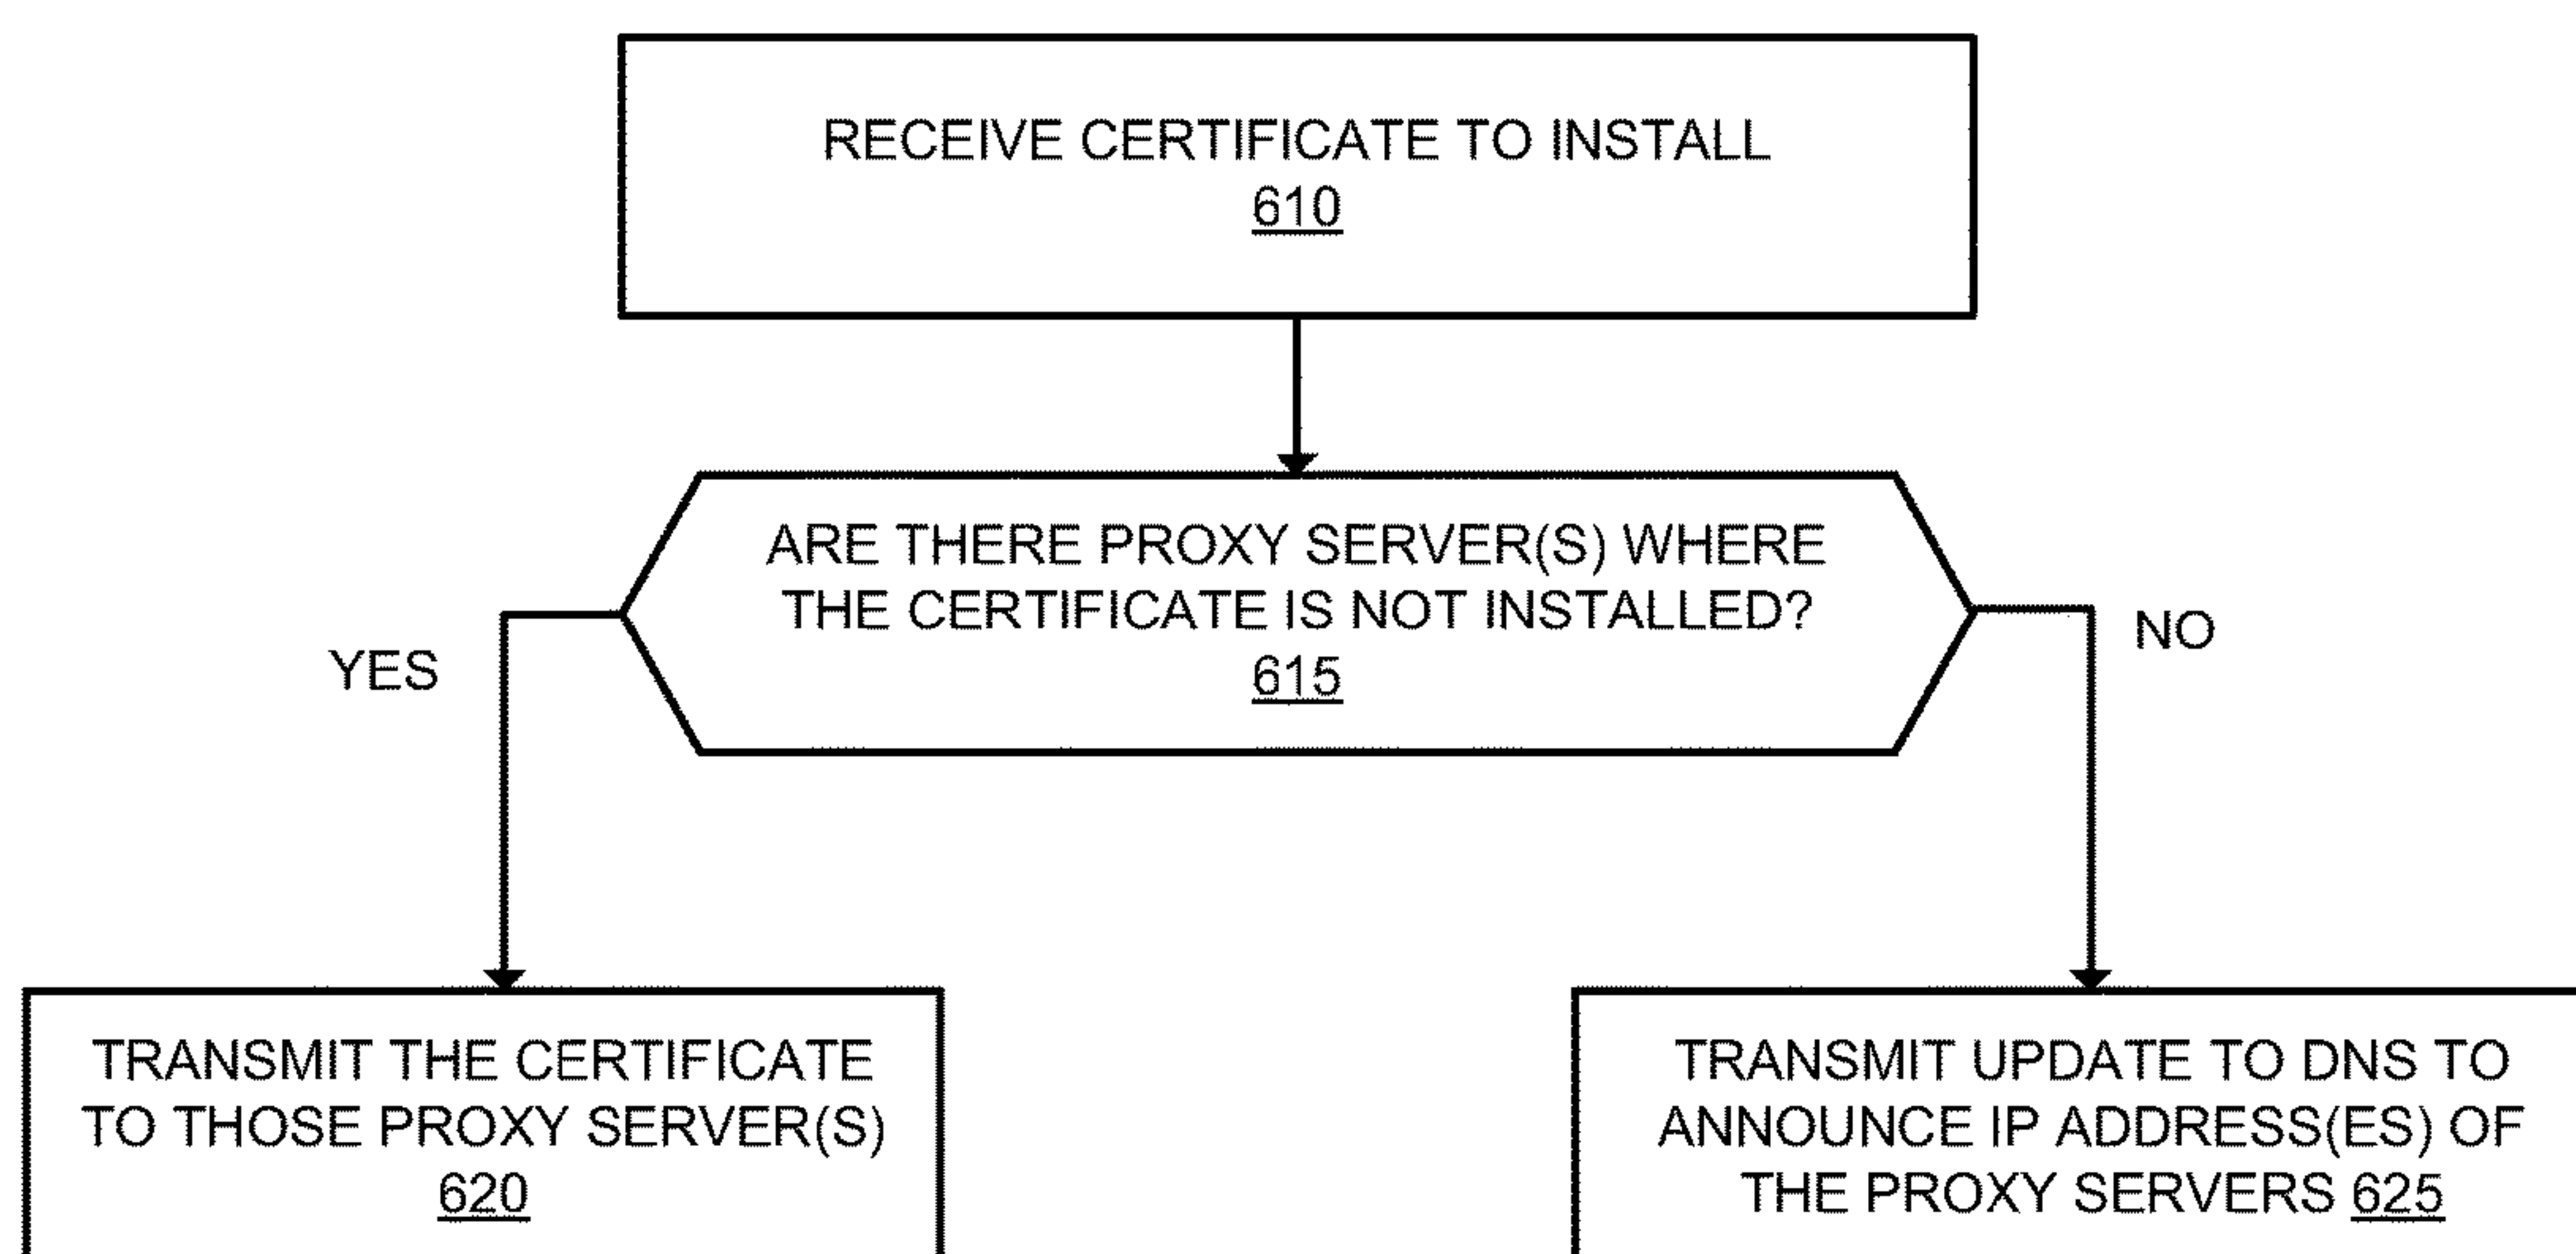 RECEIVE CERTIFICATE TO INSTALL
610
ARE THERE PROXY SERVER(S) WHERE
THE CERTIFICATE IS NOT INSTALLED?
615
YES
NO
TRANSMIT THE CERTIFICATE
TO THOSE PROXY SERVER(S)
620
TRANSMIT UPDATE TO DNS TO
ANNOUNCE IP ADDRESS(ES) OF
THE PROXY SERVERS 625